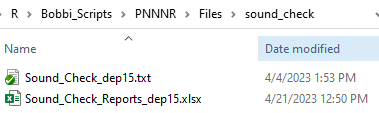 R > Bobbi_Scripts > PNNNR > Files > sound_check
Name Date modified
Sound_Check_dep15.txt 4/4/2023 1:53 PM
Sound_Check_Reports_dep15.xlsx 4/21/2023 12:50 PM